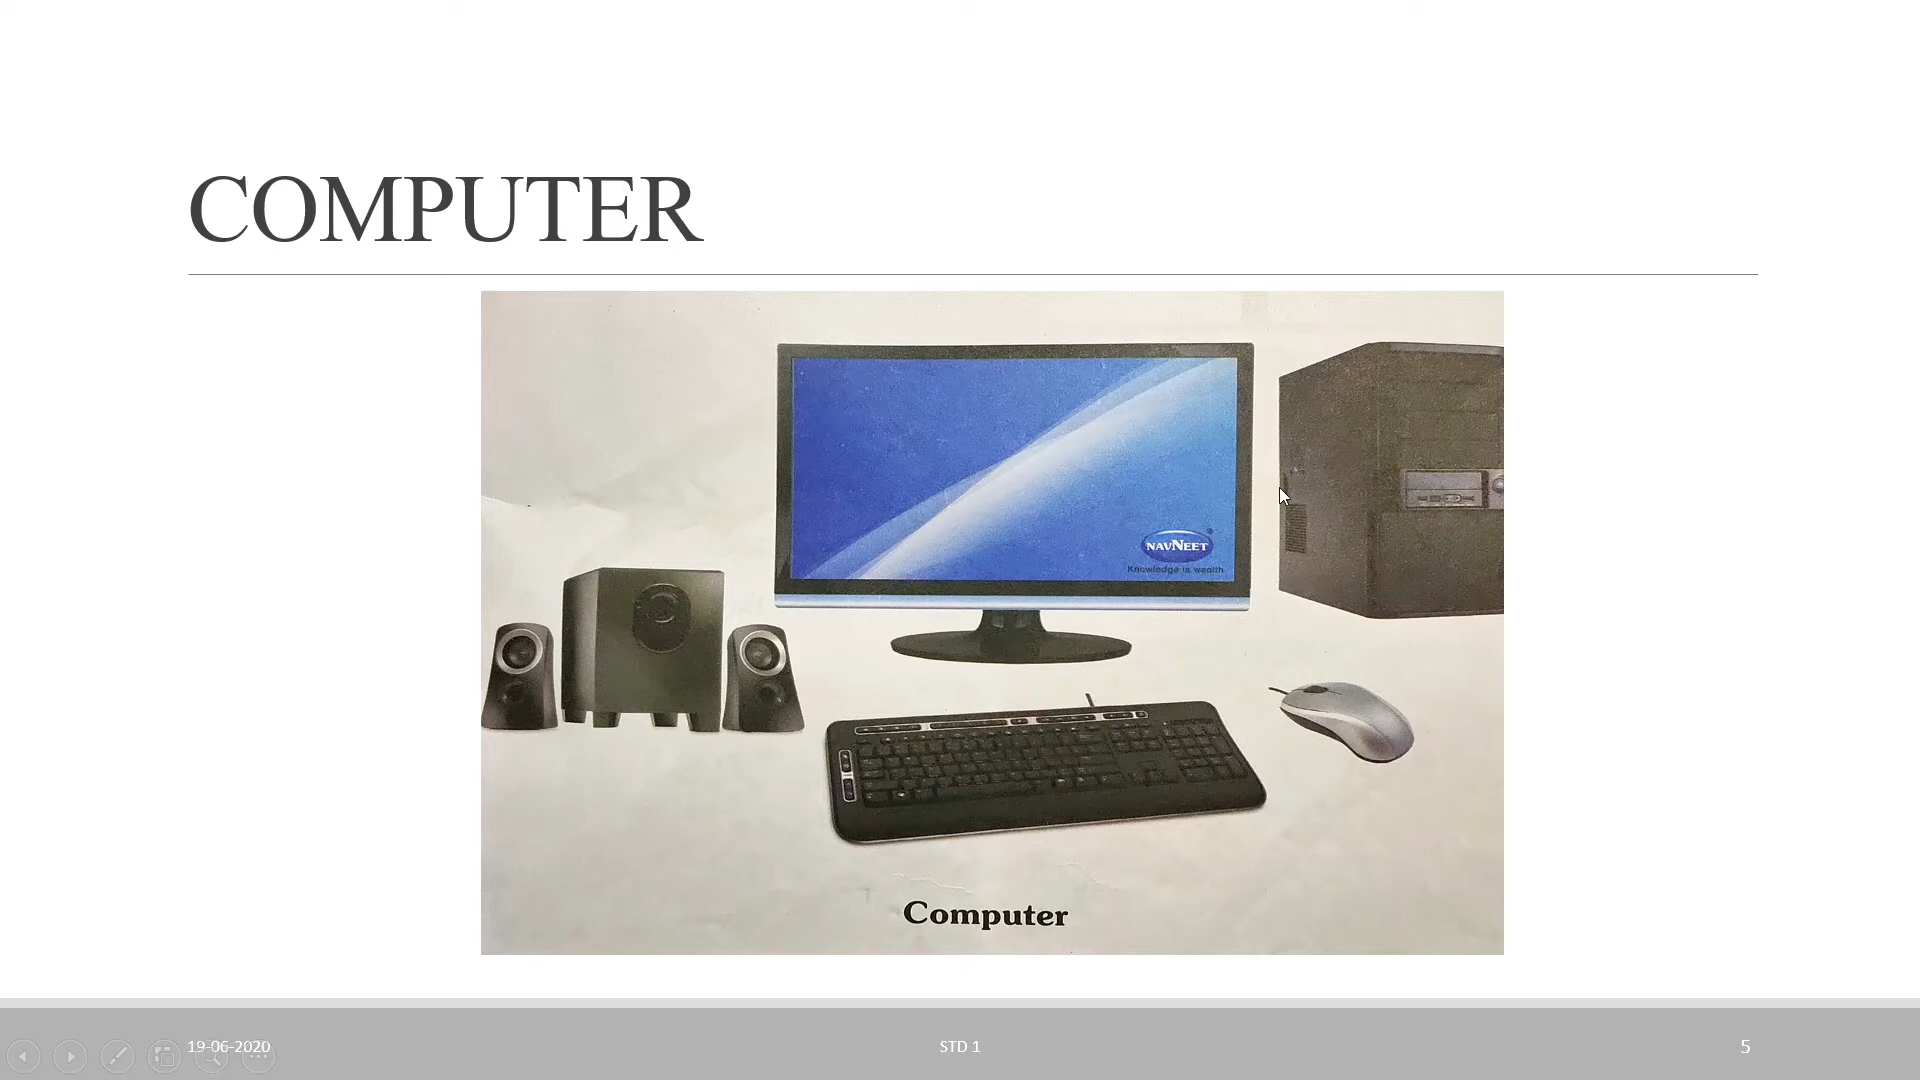 COMPUTER
NAVNEET
Knowledge is wealth
Computer
19-06-2020
STD 1
5